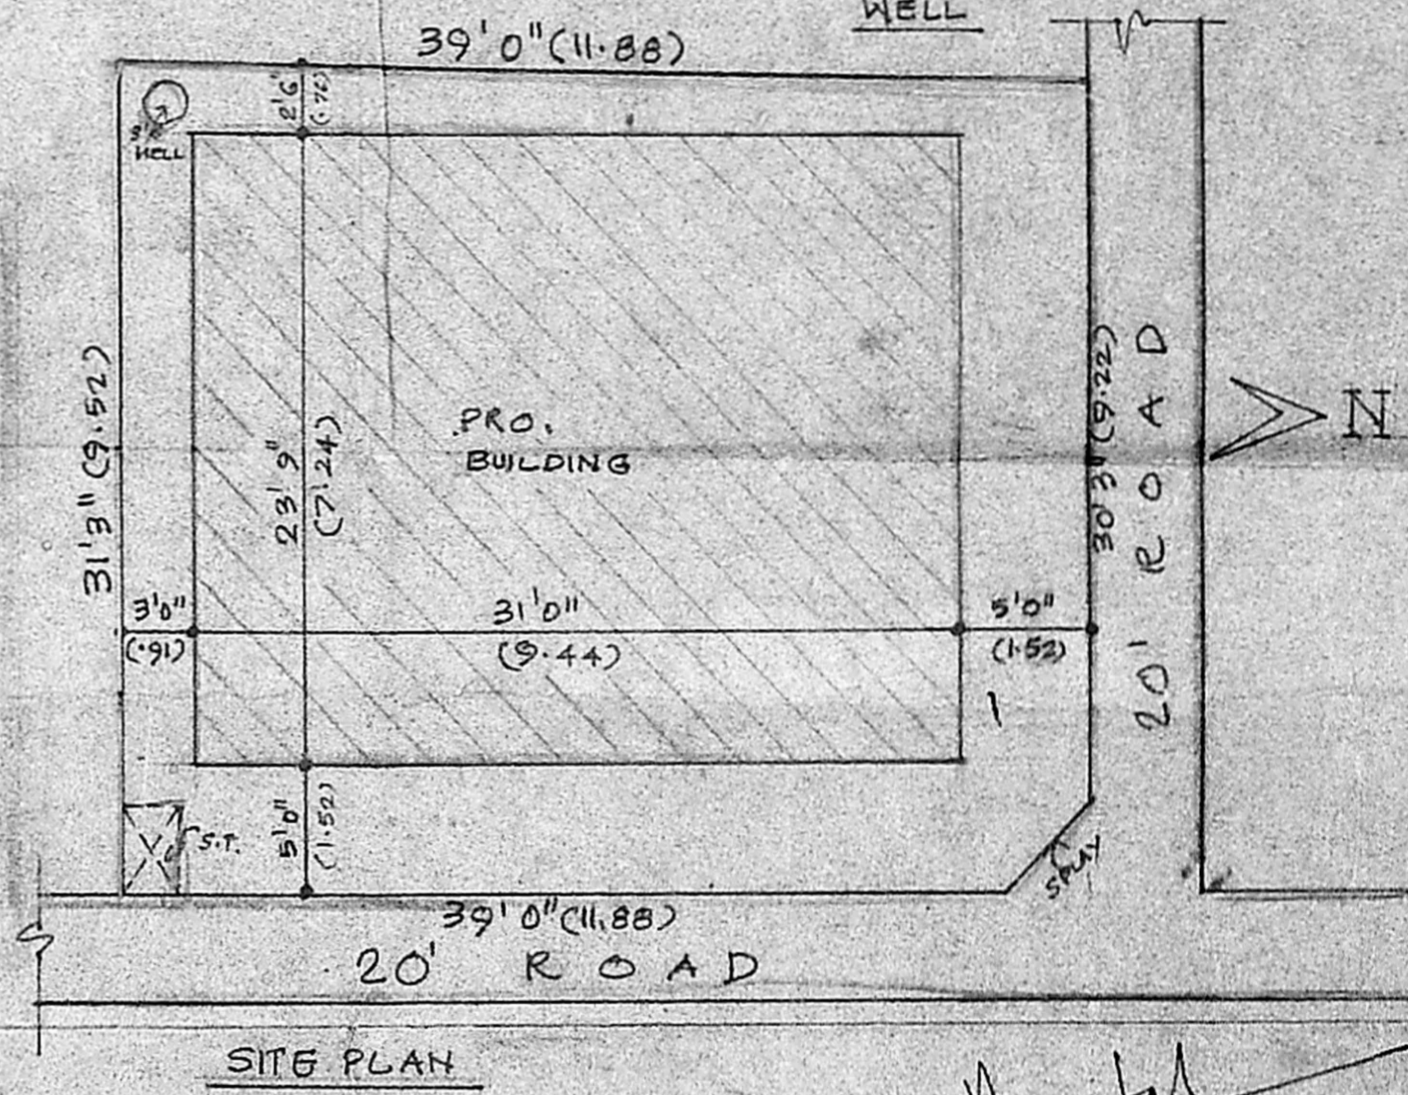 WELL
39'0"(11.88)
2'6"
(.76)
WELL
31'3"(9.52)
PRO.
BUILDING
23'9"
(7.24)
30'3"(9.22)
20' ROAD
N
3'0"
(.91)
31'0"
(9.44)
5'0"
(1.52)
S.T.
5'0"
(1.52)
SPLAY
39'0"(11.88)
20' ROAD
SITE PLAN